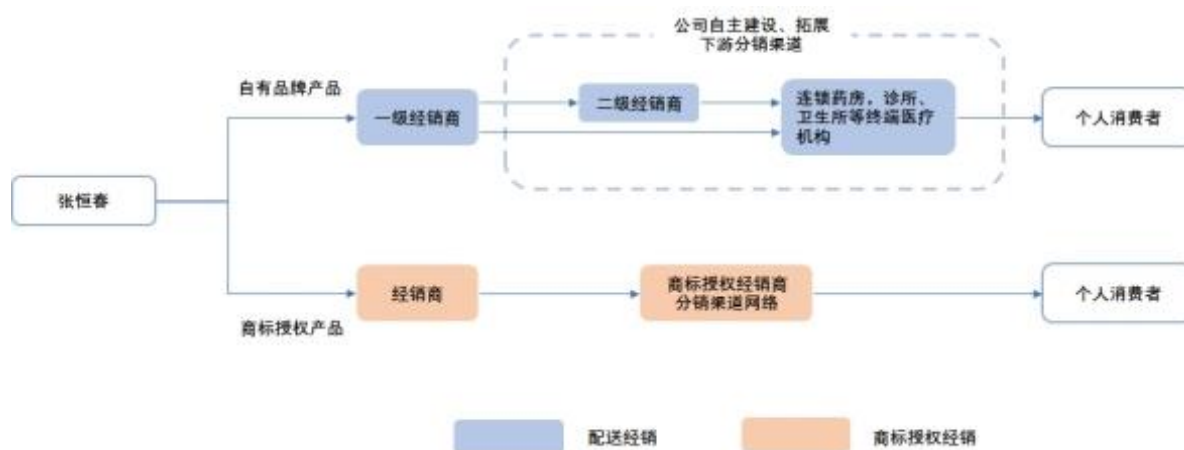 公司自主建设、拓展
下游分销渠道
自有品牌产品
一级经销商
二级经销商
连锁药房，诊所、
卫生所等终端医疗
机构
个人消费者
张恒春
经销商
商标授权经销商
分销渠道网络
个人消费者
商标授权产品
配送经销
商标授权经销